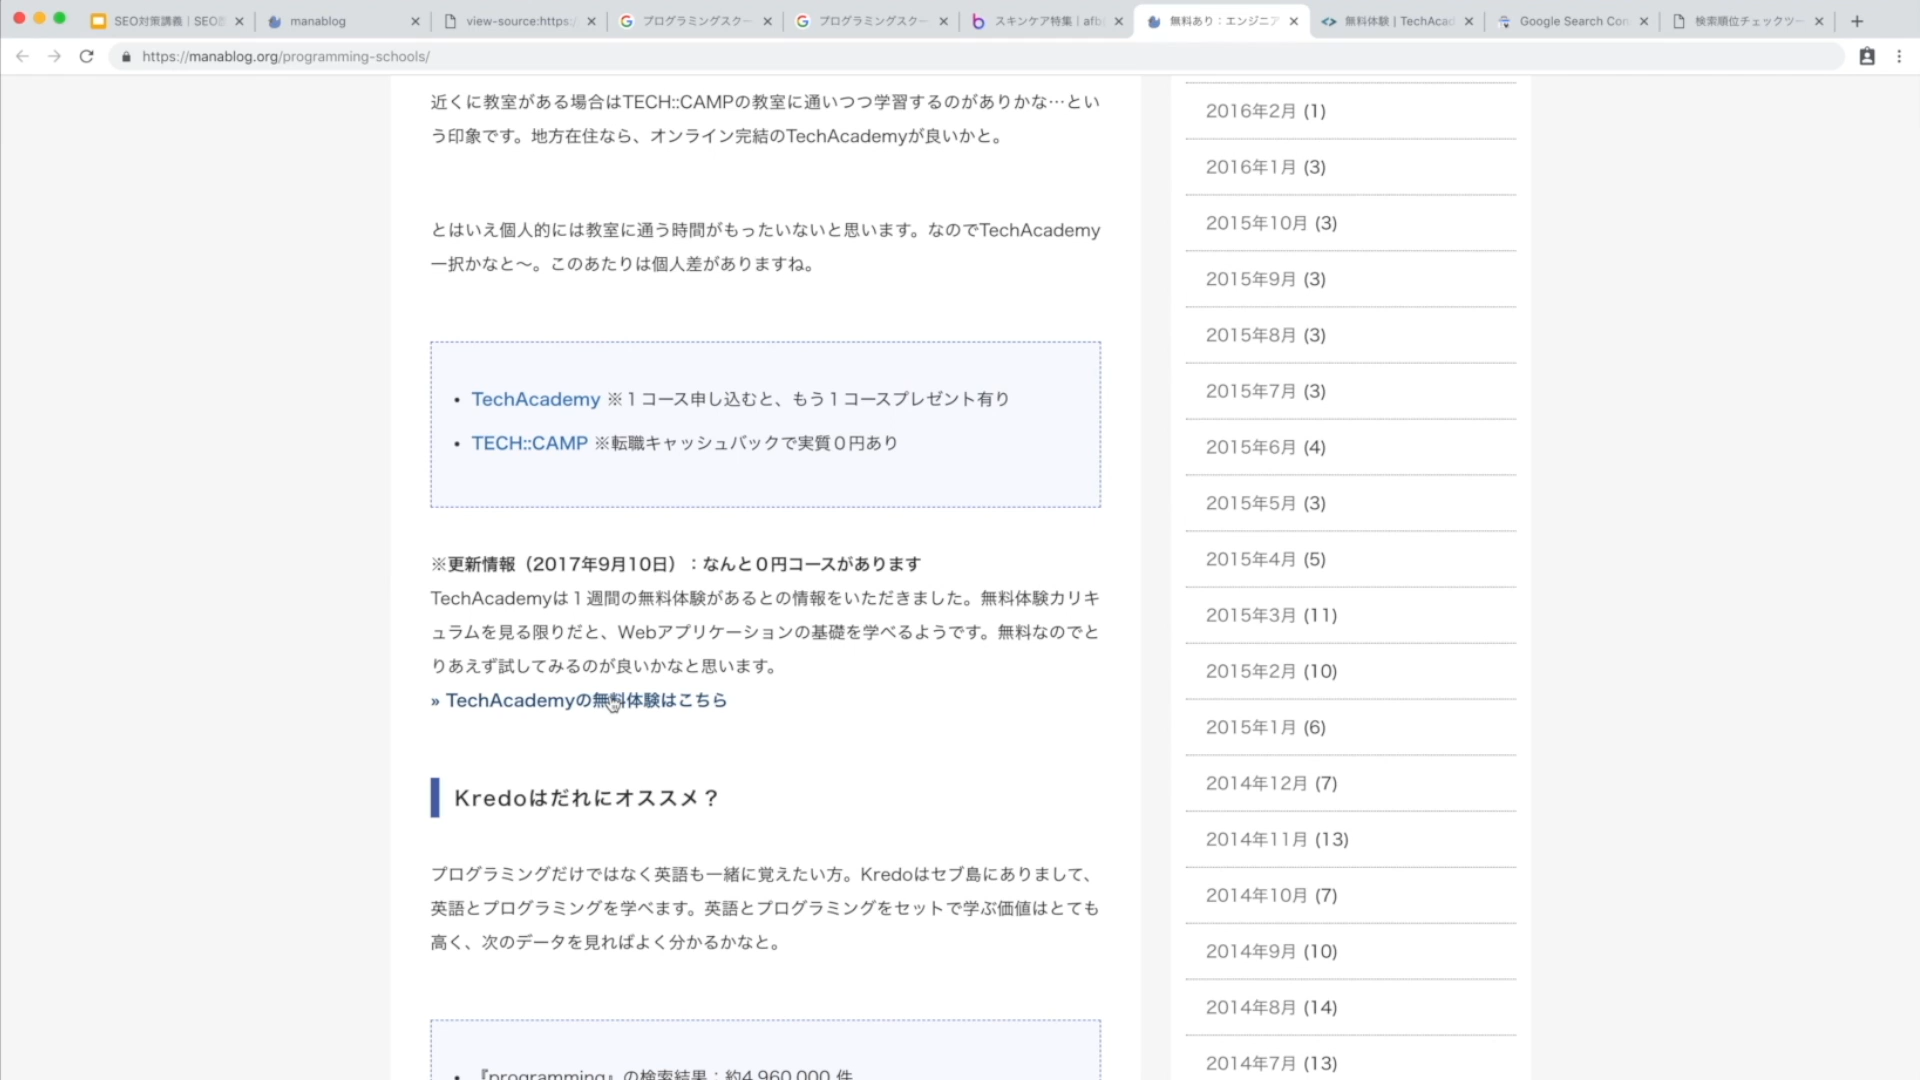 SEO対策講義 | SEO
manablog
view-source:https:/
プログラミングスクー
プログラミングスクー
スキンケア特集 | afb
無料あり：エンジニア
無料体験 | TechAcad
Google Search Con
検索順位チェックツー
https://manablog.org/programming-schools/
近くに教室がある場合はTECH::CAMPの教室に通いつつ学習するのがありかな…とい
う印象です。地方在住なら、オンライン完結のTechAcademyが良いかと。
とはいえ個人的には教室に通う時間がもったいないと思います。なのでTechAcademy
一択かなと〜。このあたりは個人差がありますね。
• TechAcademy ※１コース申し込むと、もう１コースプレゼント有り
• TECH::CAMP ※転職キャッシュバックで実質０円あり
※更新情報（2017年9月10日）：なんと０円コースがあります
TechAcademyは１週間の無料体験があるとの情報をいただきました。無料体験カリキ
ュラムを見る限りだと、Webアプリケーションの基礎を学べるようです。無料なのでと
りあえず試してみるのが良いかなと思います。
» TechAcademyの無料体験はこちら
Kredoはだれにオススメ？
プログラミングだけではなく英語も一緒に覚えたい方。Kredoはセブ島にありまして、
英語とプログラミングを学べます。英語とプログラミングをセットで学ぶ価値はとても
高く、次のデータを見ればよく分かるかなと。
• 『programming』の検索結果：約4,960,000 件
2016年2月 (1)
2016年1月 (3)
2015年10月 (3)
2015年9月 (3)
2015年8月 (3)
2015年7月 (3)
2015年6月 (4)
2015年5月 (3)
2015年4月 (5)
2015年3月 (11)
2015年2月 (10)
2015年1月 (6)
2014年12月 (7)
2014年11月 (13)
2014年10月 (7)
2014年9月 (10)
2014年8月 (14)
2014年7月 (13)